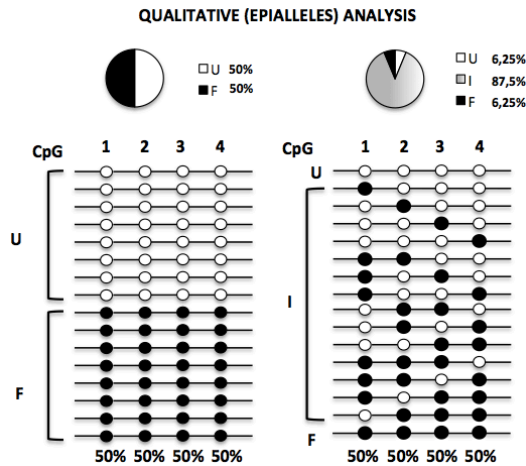 QUALITATIVE (EPIALLELES) ANALYSIS
U 50%
F 50%
U 6,25%
I 87,5%
F 6,25%
CpG 1 2 3 4
U
F
50% 50% 50% 50%
CpG 1 2 3 4
U
I
F
50% 50% 50% 50%